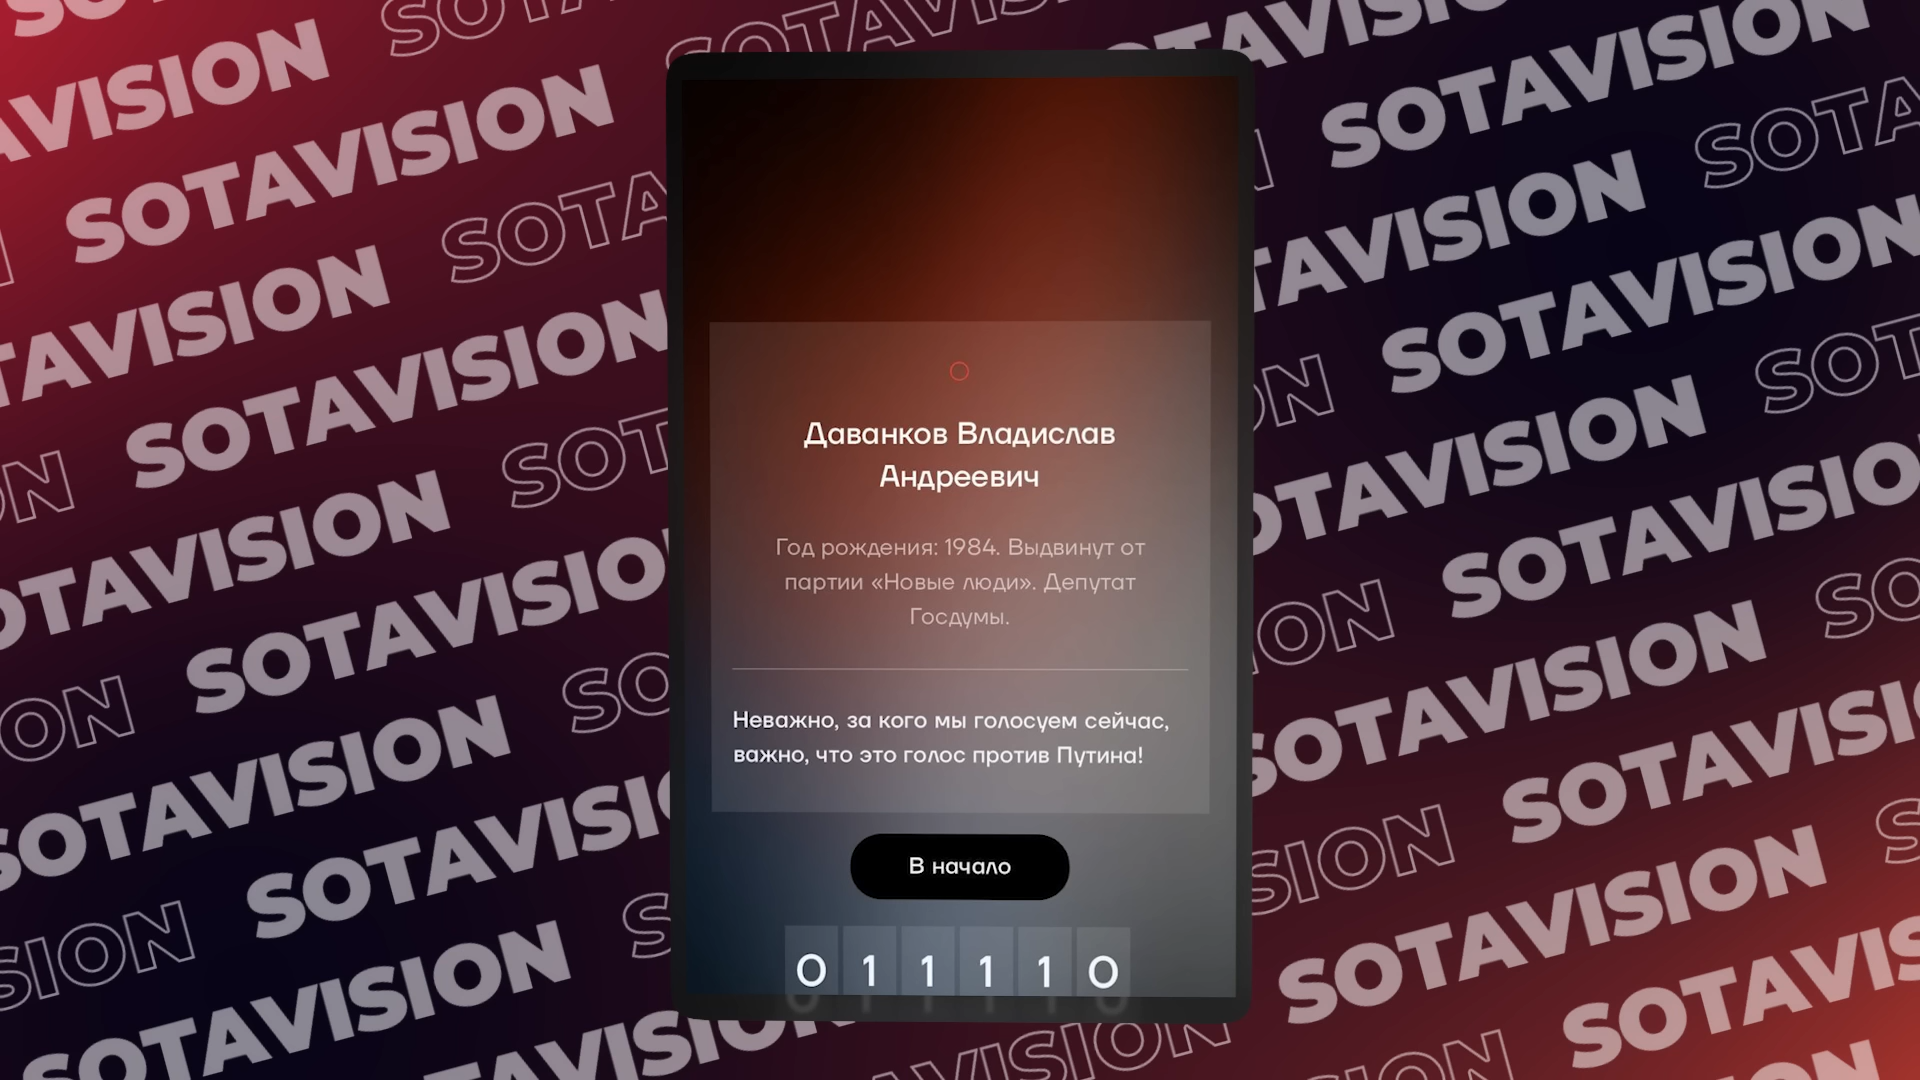 SOTAVISION
Даванков Владислав
Андреевич
Год рождения: 1984. Выдвинут от
партии «Новые люди». Депутат
Госдумы.
Неважно, за кого мы голосуем сейчас,
важно, что это голос против Путина!
В начало
0 1 1 1 1 0